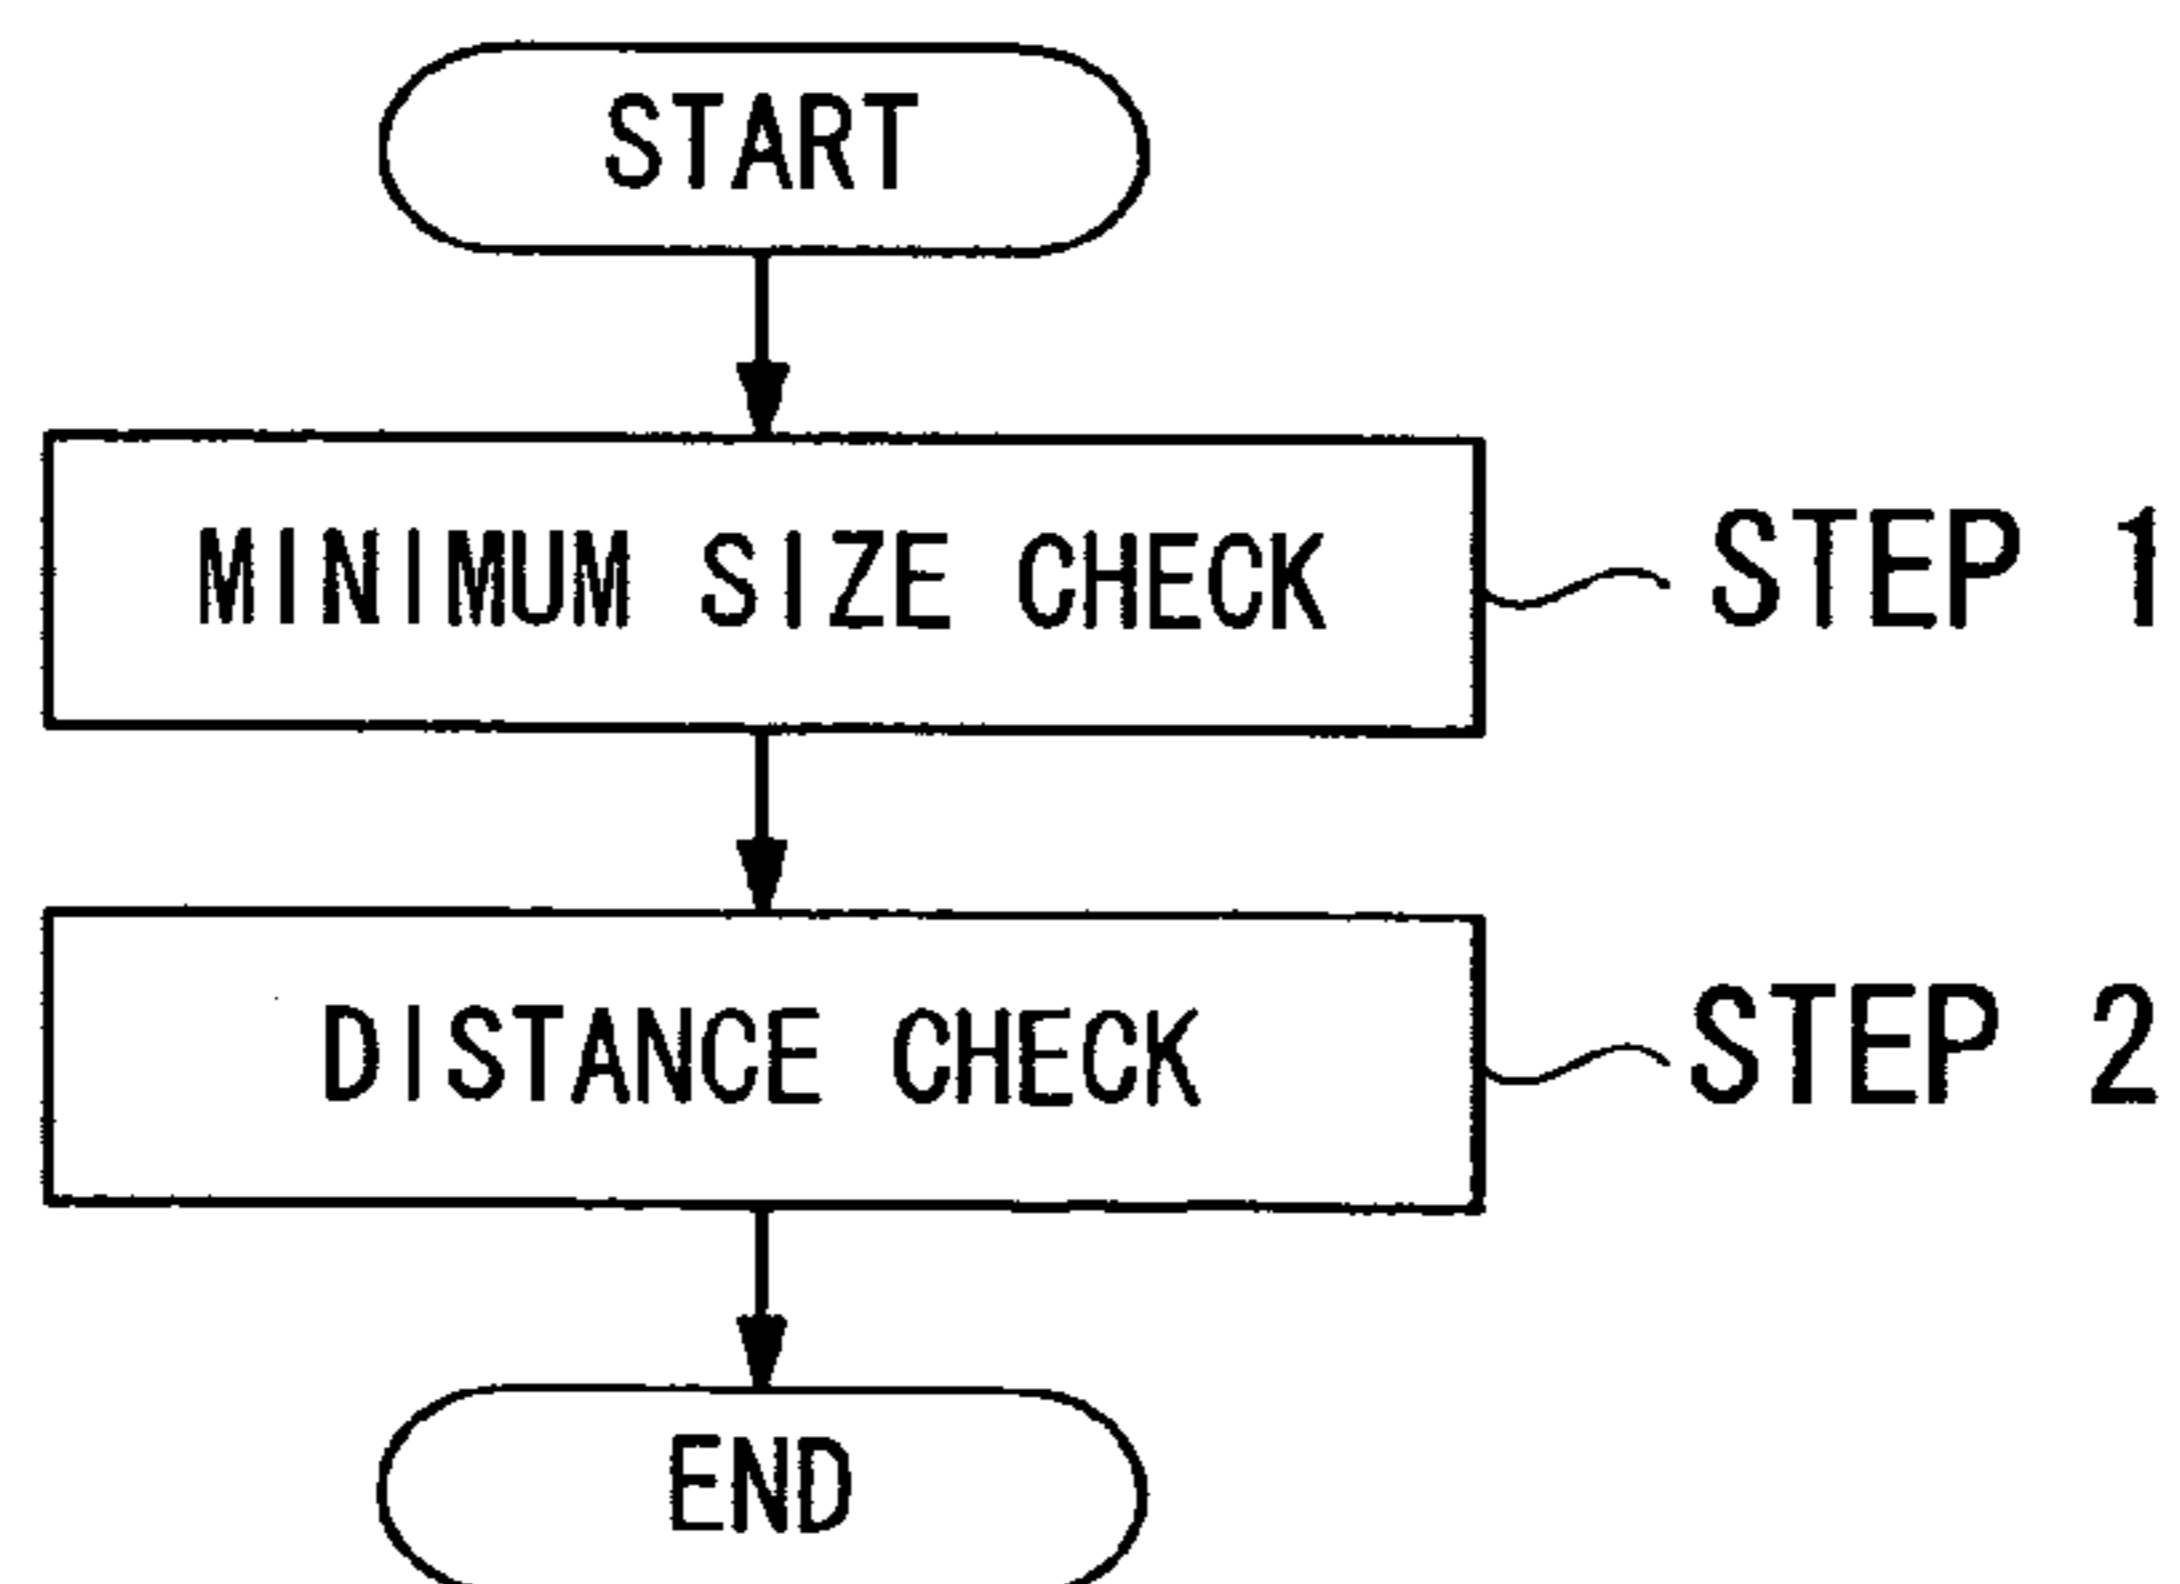 START
MINIMUM SIZE CHECK
STEP 1
DISTANCE CHECK
STEP 2
END